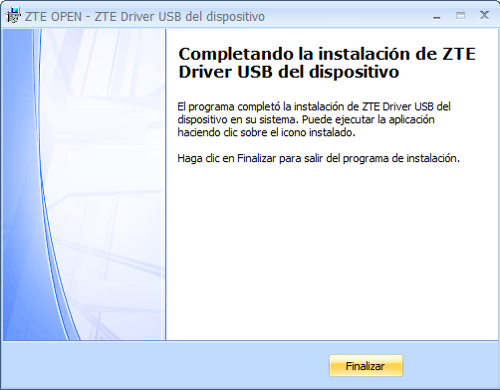 ZTE OPEN - ZTE Driver USB del dispositivo
Completando la instalación de ZTE
Driver USB del dispositivo
El programa completó la instalación de ZTE Driver USB del
dispositivo en su sistema. Puede ejecutar la aplicación
haciendo clic sobre el icono instalado.
Haga clic en Finalizar para salir del programa de instalación.
Finalizar